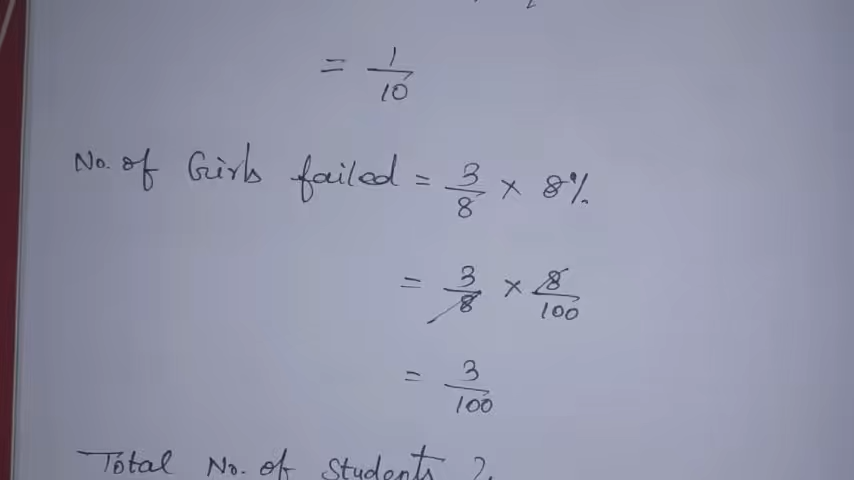 = 1/10
No. of Girls failed = 3/8 × 8%
= 3/8 × 8/100
= 3/100
Total No. of Students